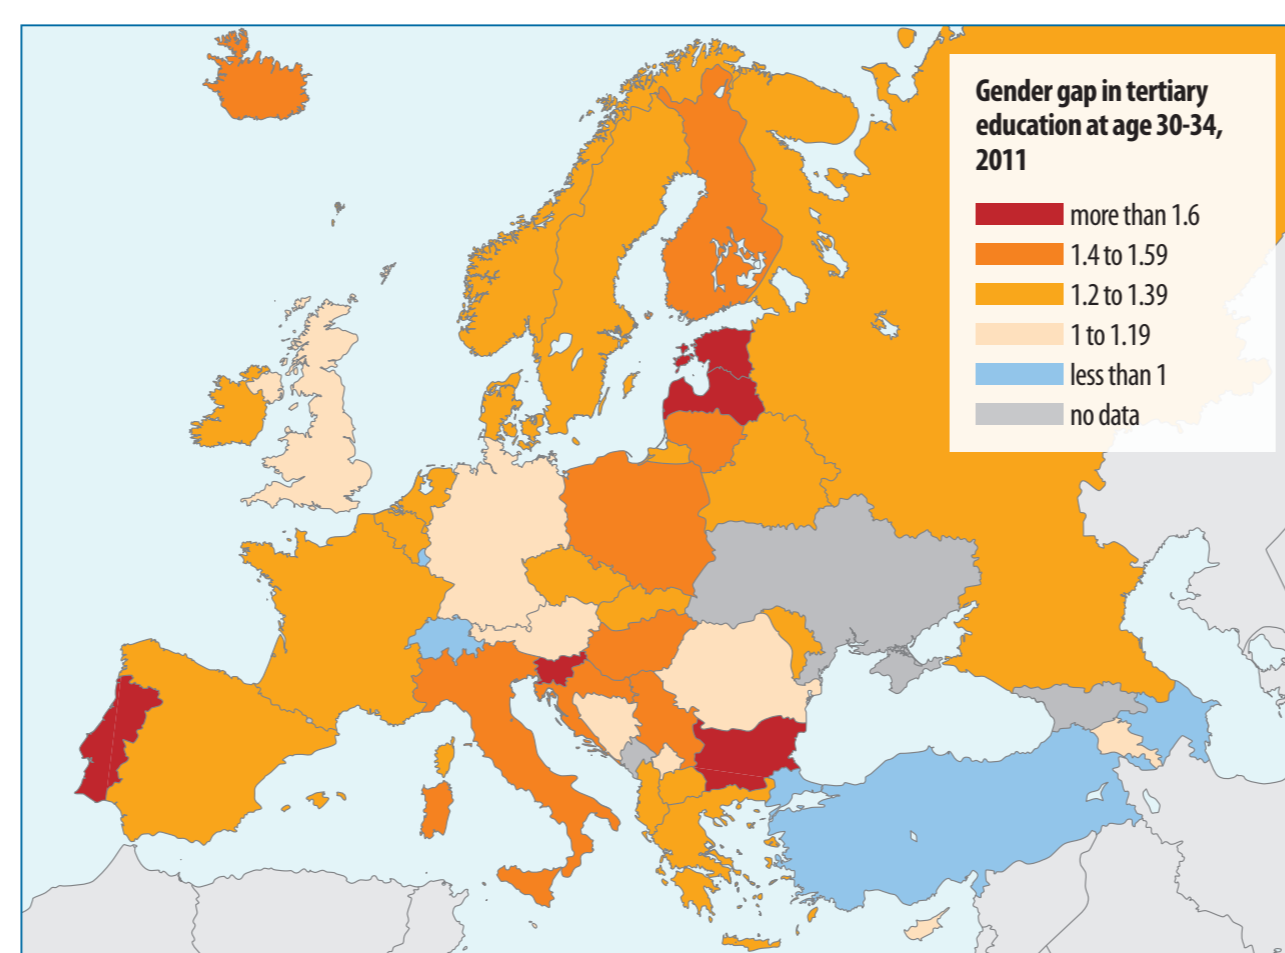 Gender gap in tertiary
education at age 30-34,
2011
more than 1.6
1.4 to 1.59
1.2 to 1.39
1 to 1.19
less than 1
no data